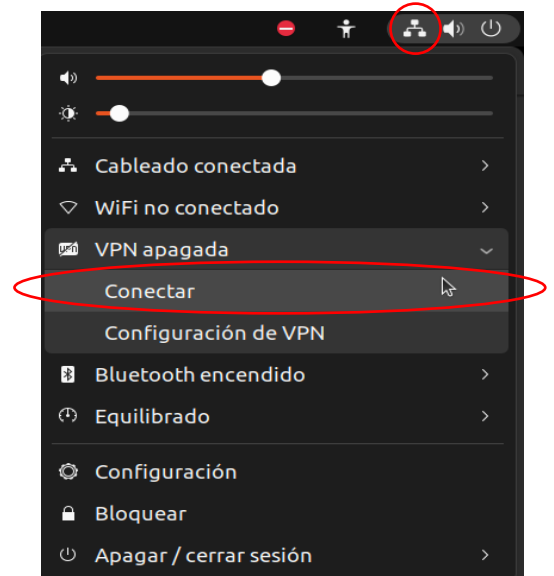 Cableado conectada
WiFi no conectado
VPN apagada
Conectar
Configuración de VPN
Bluetooth encendido
Equilibrado
Configuración
Bloquear
Apagar / cerrar sesión